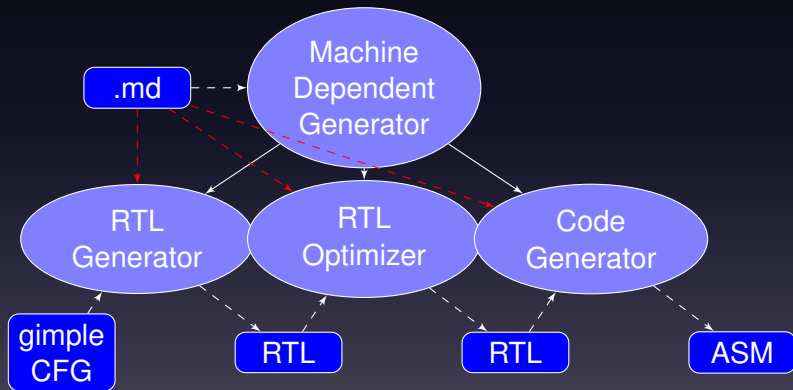 Machine
Dependent
Generator
.md
RTL
Generator
RTL
Optimizer
Code
Generator
gimple
CFG
RTL
RTL
ASM